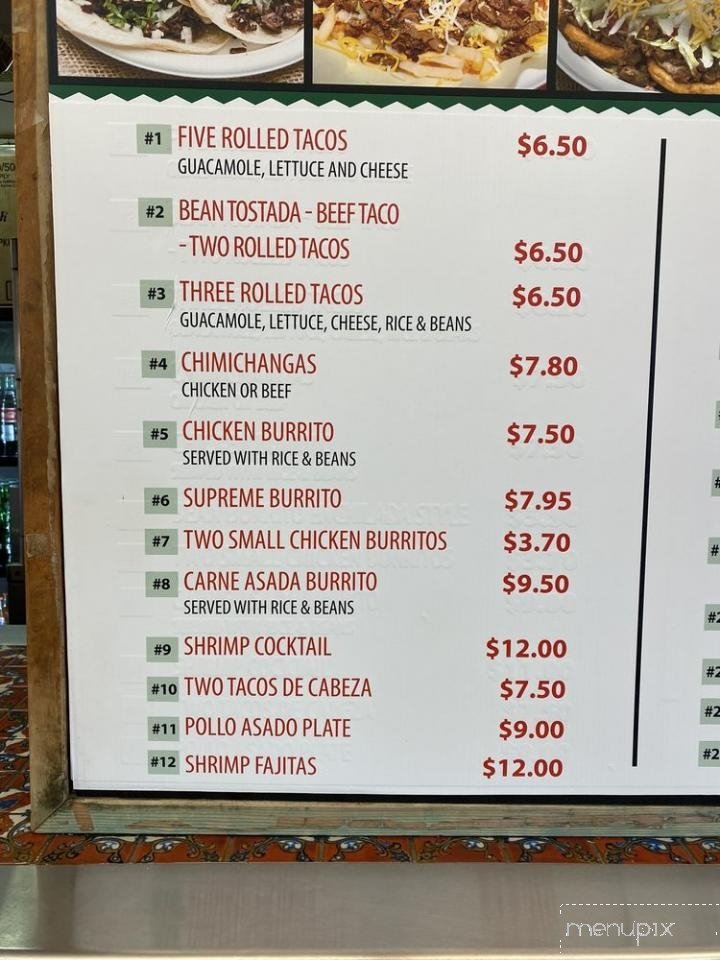 #1 FIVE ROLLED TACOS $6.50
GUACAMOLE, LETTUCE AND CHEESE
#2 BEAN TOSTADA - BEEF TACO
- TWO ROLLED TACOS $6.50
#3 THREE ROLLED TACOS $6.50
GUACAMOLE, LETTUCE, CHEESE, RICE & BEANS
#4 CHIMICHANGAS $7.80
CHICKEN OR BEEF
#5 CHICKEN BURRITO $7.50
SERVED WITH RICE & BEANS
#6 SUPREME BURRITO $7.95
#7 TWO SMALL CHICKEN BURRITOS $3.70
#8 CARNE ASADA BURRITO $9.50
SERVED WITH RICE & BEANS
#9 SHRIMP COCKTAIL $12.00
#10 TWO TACOS DE CABEZA $7.50
#11 POLLO ASADO PLATE $9.00
#12 SHRIMP FAJITAS $12.00
menupix